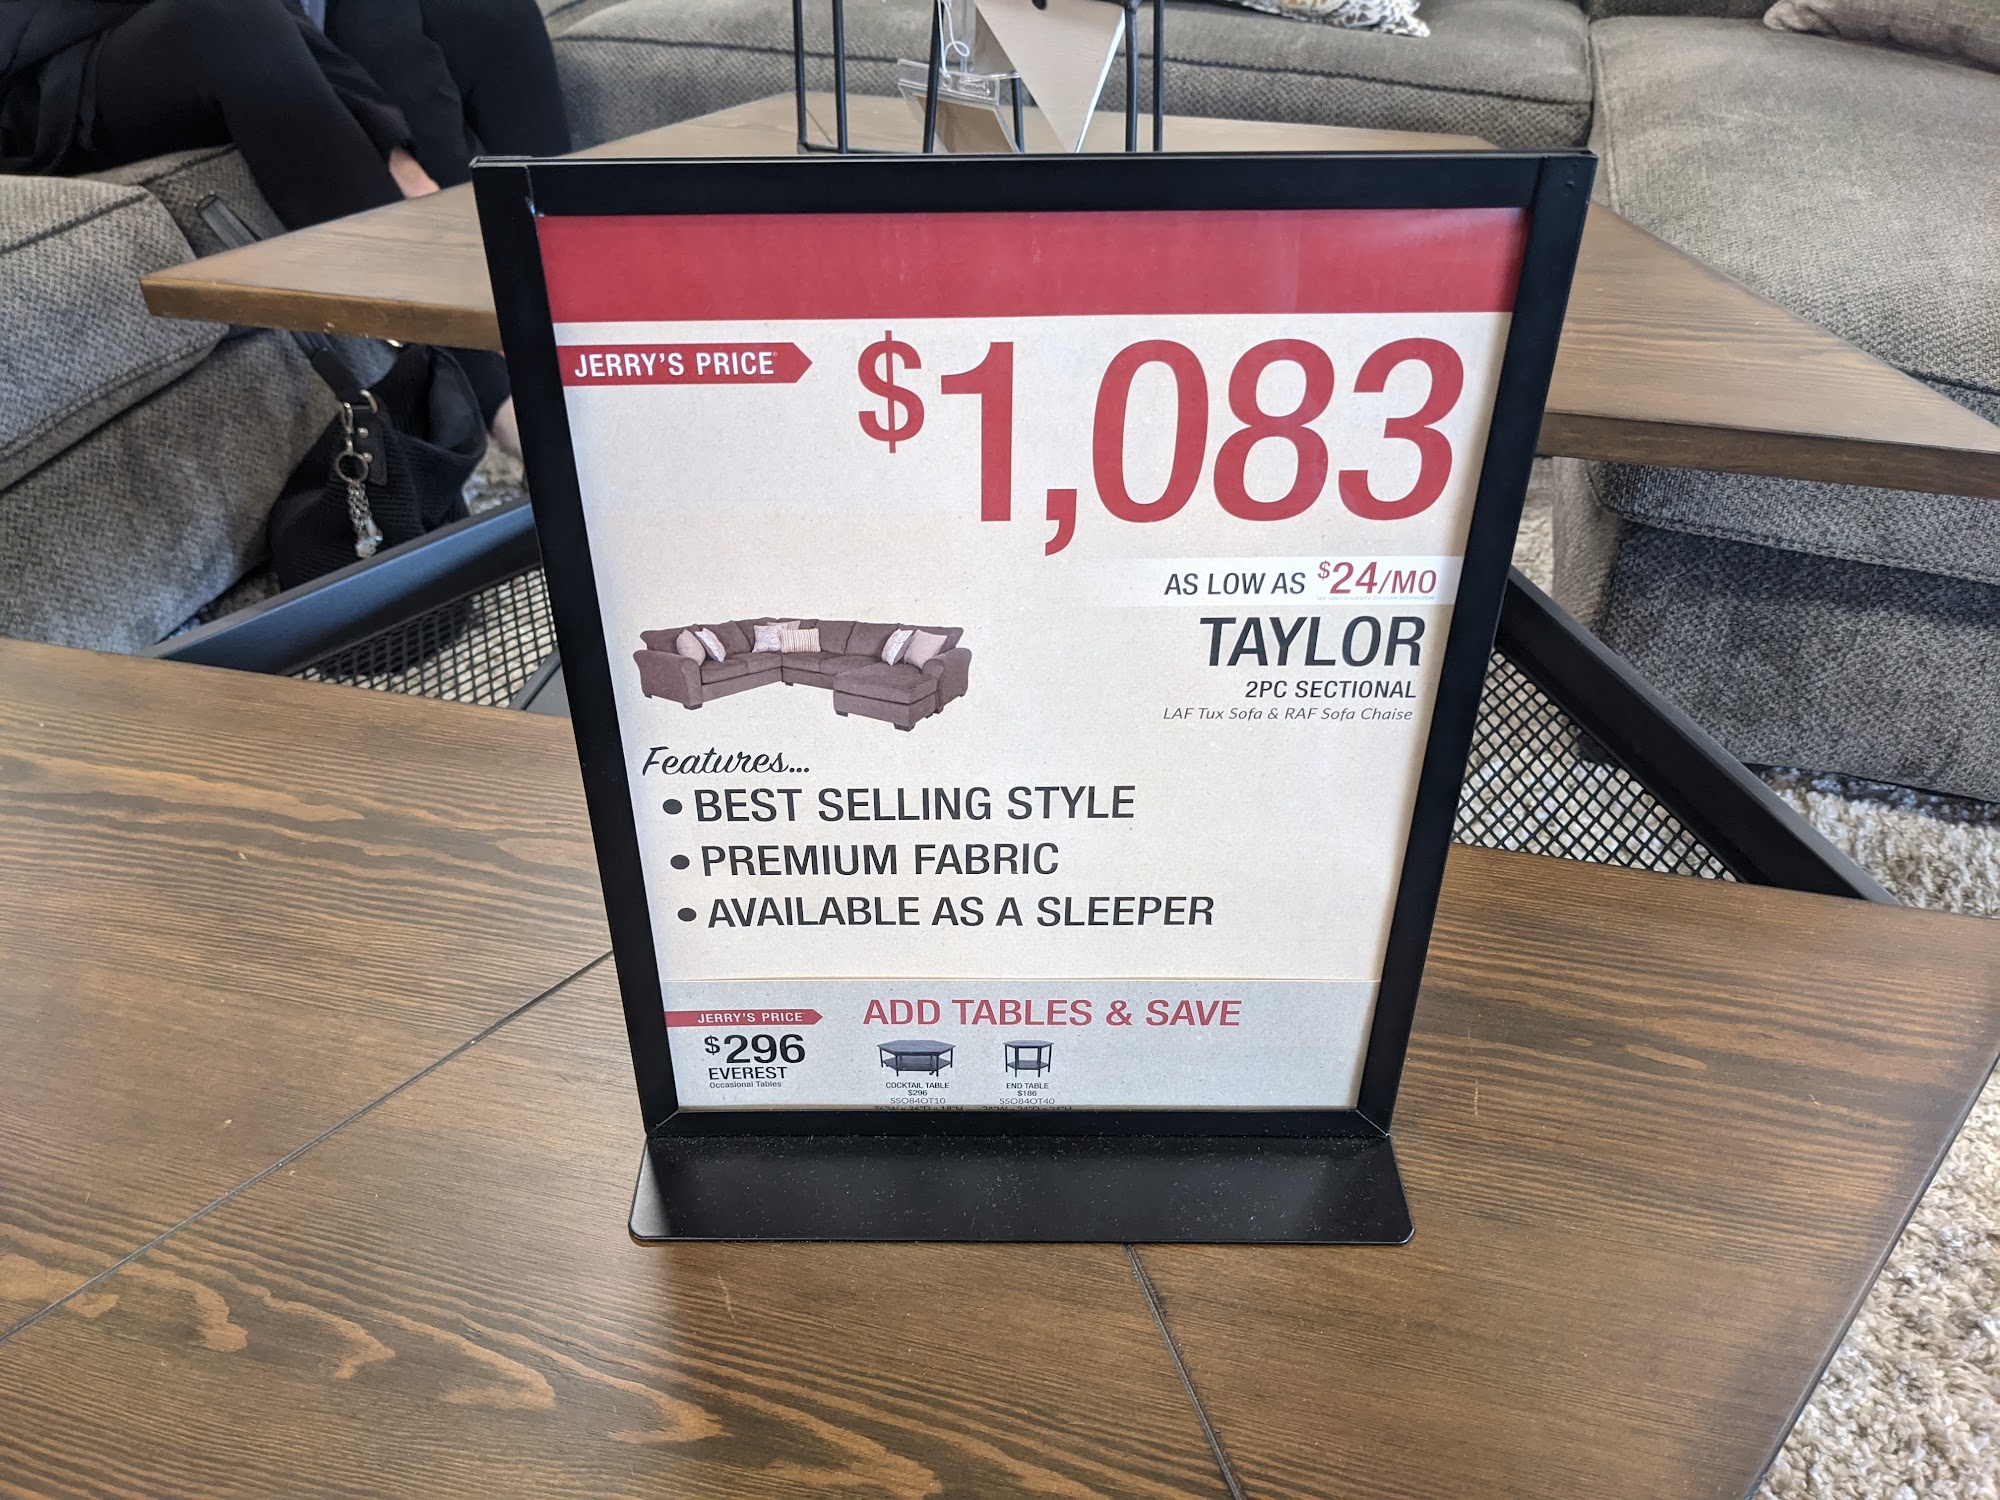 JERRY'S PRICE
$1,083
AS LOW AS $24/MO
TAYLOR
2PC SECTIONAL
LAF Tux Sofa & RAF Sofa Chaise
Features...
• BEST SELLING STYLE
• PREMIUM FABRIC
• AVAILABLE AS A SLEEPER
JERRY'S PRICE
$296
EVEREST
Occasional Tables
ADD TABLES & SAVE
COCKTAIL TABLE
$296
SSO84OT10
END TABLE
$186
SSO84OT40